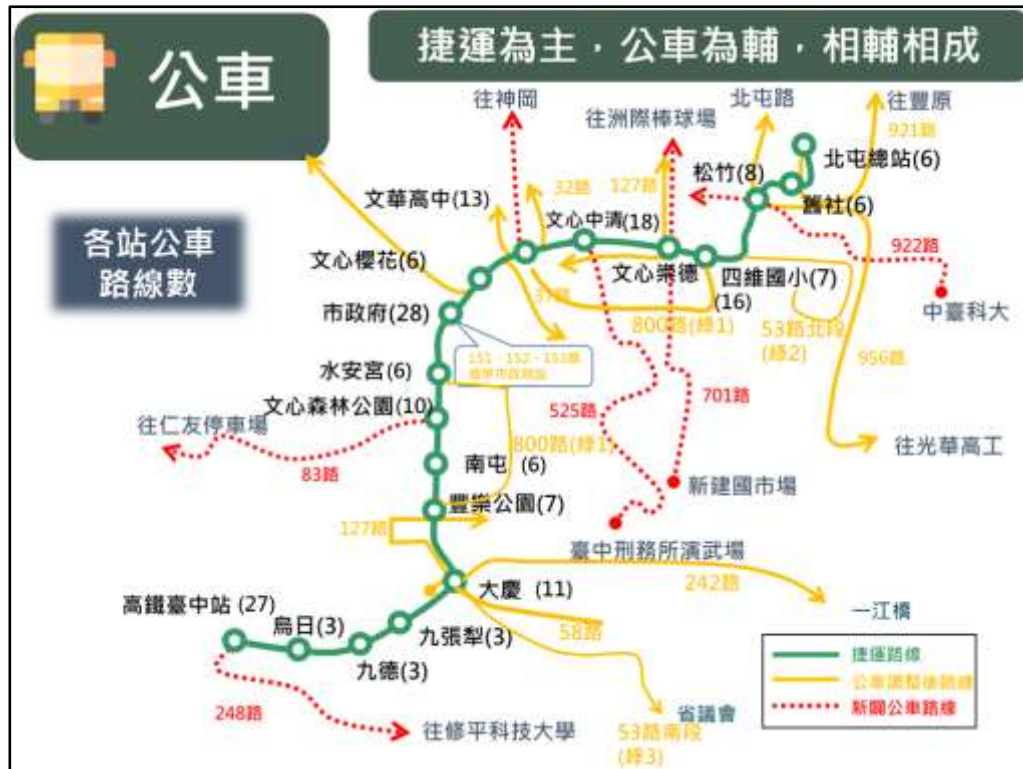 公車
捷運為主，公車為輔，相輔相成
各站公車
路線數
往神岡
往洲際棒球場
北屯路
往豐原
921路
北屯總站(6)
松竹(8)
舊社(6)
922路
中臺科大
文華高中(13)
32路
127路
文心中清(18)
文心櫻花(6)
文心崇德
(16)
四維國小(7)
市政府(28)
800路(綠1)
53路北段
(綠2)
956路
水安宮(6)
文心森林公園(10)
往仁友停車場
83路
525路
701路
800路(綠1)
往光華高工
南屯 (6)
新建國市場
豐樂公園(7)
127路
臺中刑務所演武場
大慶 (11)
242路
一江橋
高鐵臺中站(27)
烏日(3)
九張犁(3)
九德(3)
58路
248路
往修平科技大學
省議會
53路南段
(綠3)
捷運路線
公車調整後路線
新闢公車路線